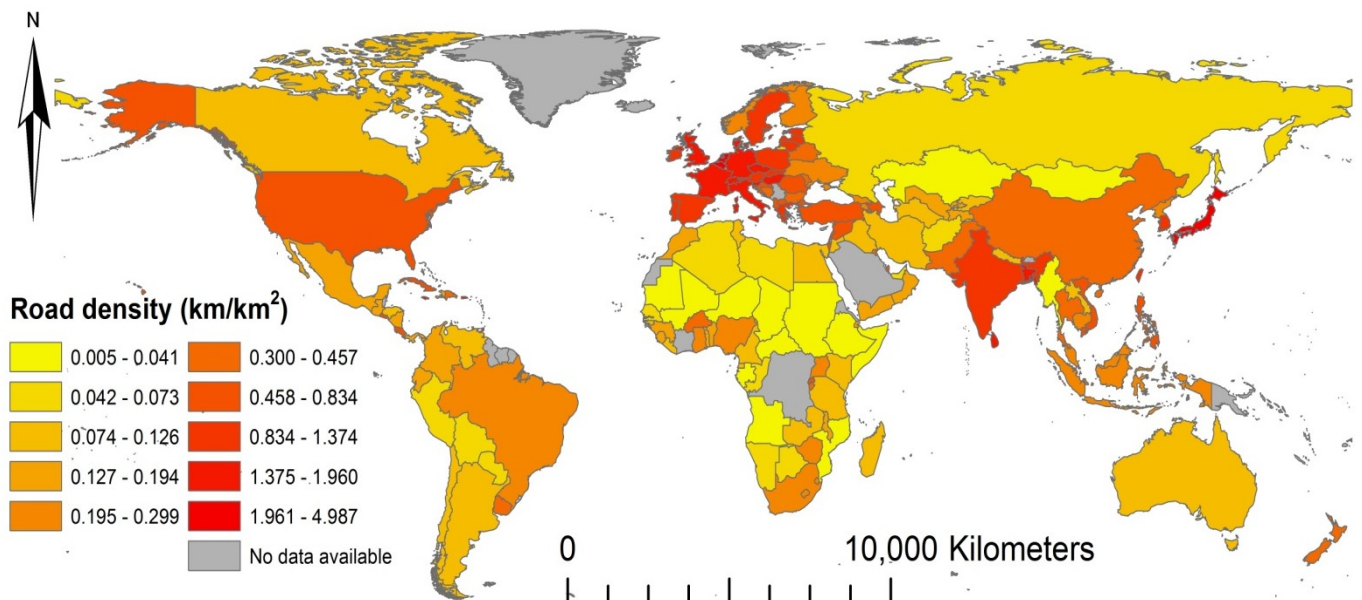 N
Road density (km/km²)
0.005 - 0.041
0.042 - 0.073
0.074 - 0.126
0.127 - 0.194
0.195 - 0.299
0.300 - 0.457
0.458 - 0.834
0.834 - 1.374
1.375 - 1.960
1.961 - 4.987
No data available
0 10,000 Kilometers